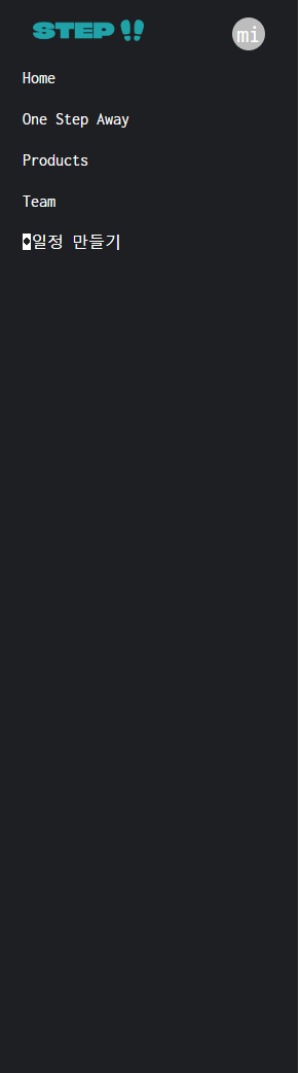 STEP!!
mi
Home
One Step Away
Products
Team
일정 만들기